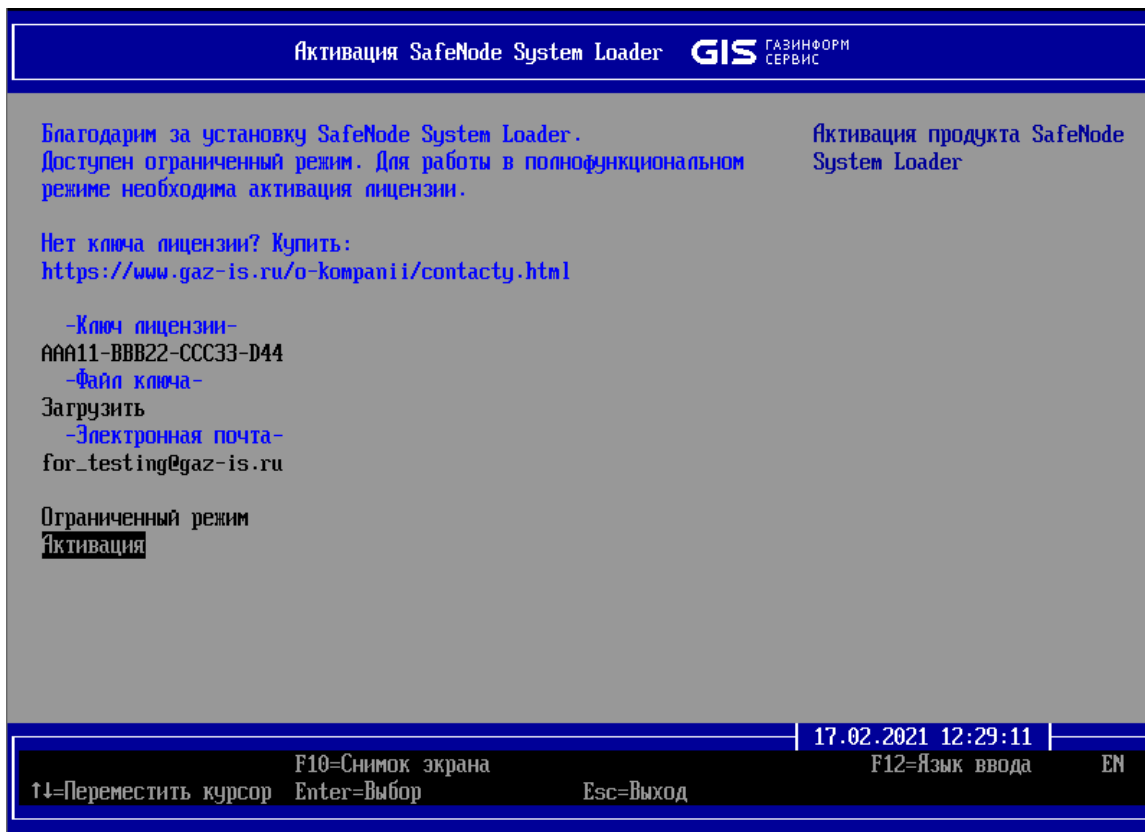 Активация SafeNode System Loader GIS ГАЗИНФОРМ СЕРВИС
Благодарим за установку SafeNode System Loader.
Доступен ограниченный режим. Для работы в полнофункциональном
режиме необходима активация лицензии.
Нет ключа лицензии? Купить:
https://www.gaz-is.ru/o-kompanii/contacty.html
-Ключ лицензии-
AAA11-BBB22-CCC33-D44
-Файл ключа-
Загрузить
-Электронная почта-
for_testing@gaz-is.ru
Ограниченный режим
Активация
Активация продукта SafeNode
System Loader
17.02.2021 12:29:11
F10=Снимок экрана F12=Язык ввода EN
↑↓=Переместить курсор Enter=Выбор Esc=Выход